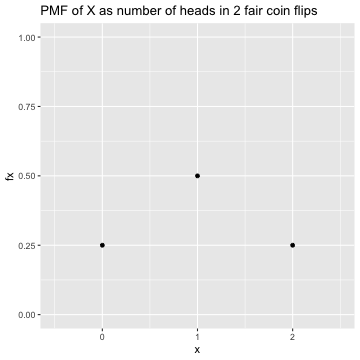 PMF of X as number of heads in 2 fair coin flips
1.00
0.75
fx
0.50
0.25
0.00
0 1 2
x